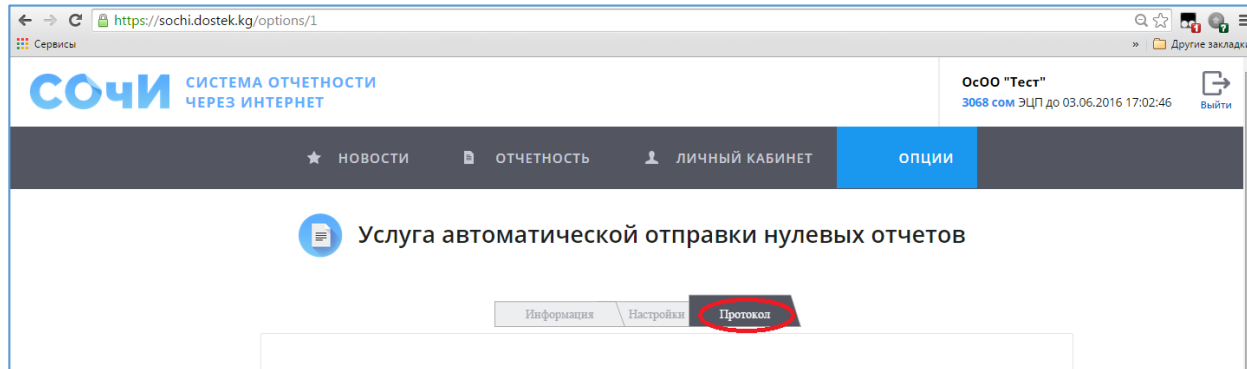 https://sochi.dostek.kg/options/1
Сервисы
» Другие закладки
СОчИ СИСТЕМА ОТЧЕТНОСТИ
ЧЕРЕЗ ИНТЕРНЕТ
ОсОО "Тест"
3068 сом ЭЦП до 03.06.2016 17:02:46
Выйти
НОВОСТИ ОТЧЕТНОСТЬ ЛИЧНЫЙ КАБИНЕТ ОПЦИИ
Услуга автоматической отправки нулевых отчетов
Информация Настройки Протокол